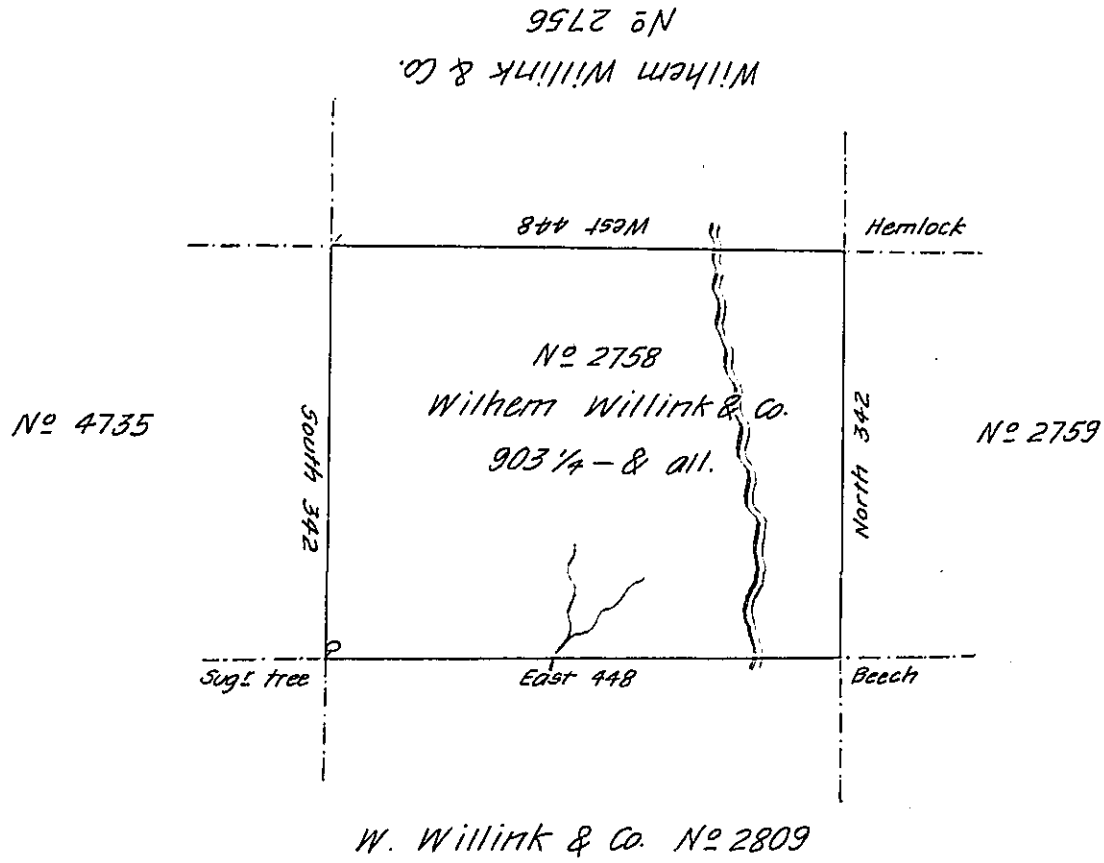 No 2756
Wilhem Willink & Co.
West 448
Hemlock
No 2758
Wilhem Willink & Co.
903 1/4 - & all.
No 4735
South 342
North 342
No 2759
Sugr tree
East 448
Beech
W. Willink & Co. No 2809